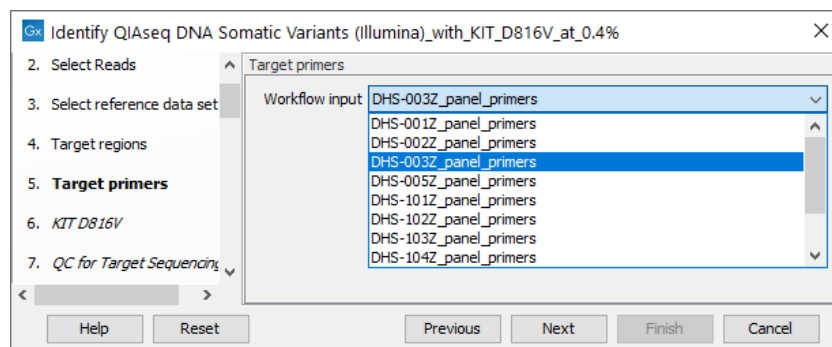 Gx Identify QIAseq DNA Somatic Variants (Illumina)_with_KIT_D816V_at_0.4%
2. Select Reads
3. Select reference data set
4. Target regions
5. Target primers
6. KIT D816V
7. QC for Target Sequencing
Target primers
Workflow input DHS-003Z_panel_primers
DHS-001Z_panel_primers
DHS-002Z_panel_primers
DHS-003Z_panel_primers
DHS-005Z_panel_primers
DHS-101Z_panel_primers
DHS-102Z_panel_primers
DHS-103Z_panel_primers
DHS-104Z_panel_primers
Help Reset Previous Next Finish Cancel